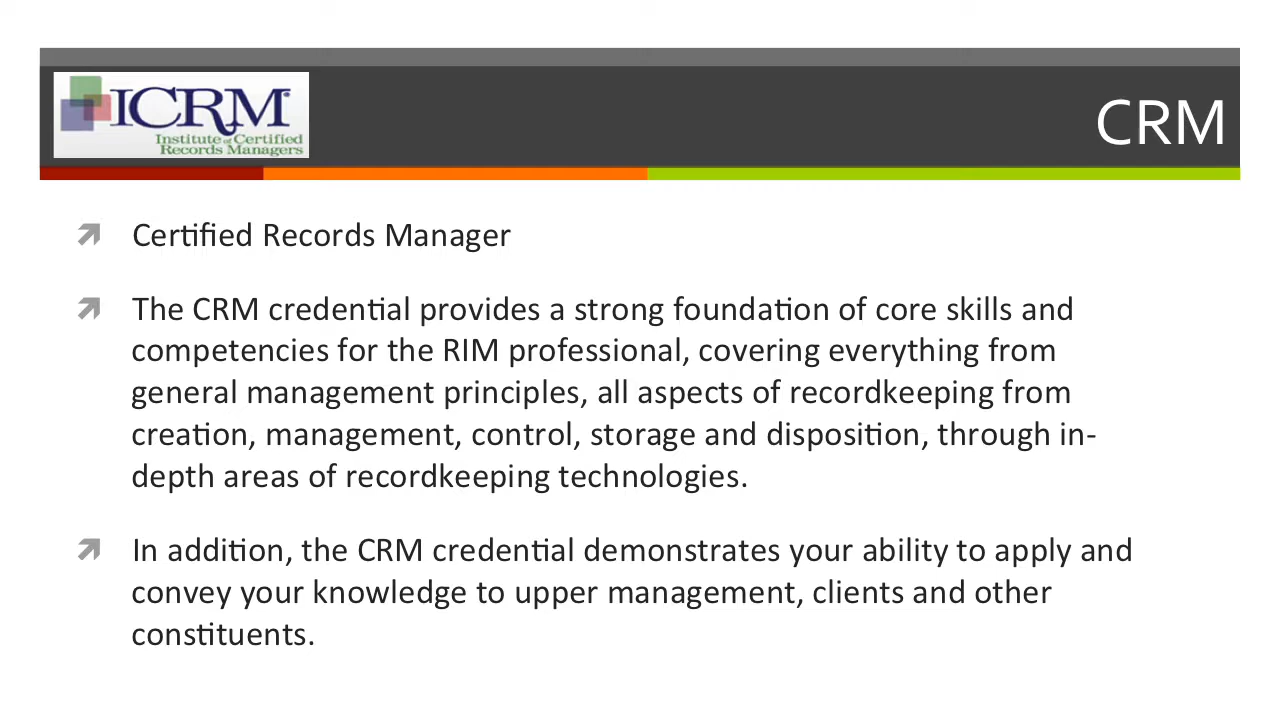 ICRM
Institute of Certified
Records Managers
CRM
Certified Records Manager
The CRM credential provides a strong foundation of core skills and
competencies for the RIM professional, covering everything from
general management principles, all aspects of recordkeeping from
creation, management, control, storage and disposition, through in-
depth areas of recordkeeping technologies.
In addition, the CRM credential demonstrates your ability to apply and
convey your knowledge to upper management, clients and other
constituents.